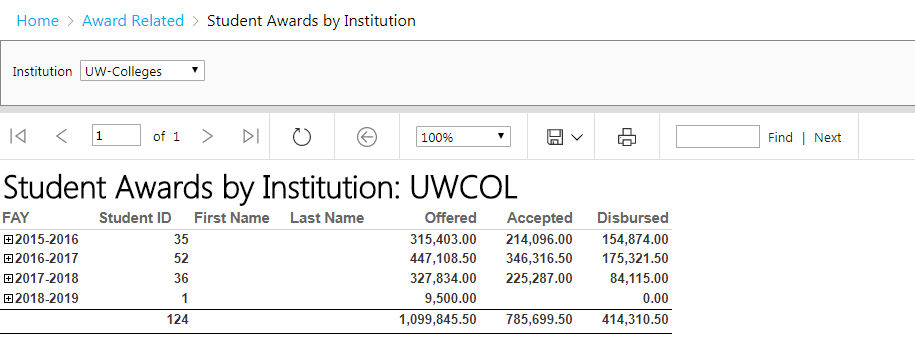 Home > Award Related > Student Awards by Institution
Institution UW-Colleges
1 of 1 100% Find | Next
Student Awards by Institution: UWCOL
FAY Student ID First Name Last Name Offered Accepted Disbursed
2015-2016 35 315,403.00 214,096.00 154,874.00
2016-2017 52 447,108.50 346,316.50 175,321.50
2017-2018 36 327,834.00 225,287.00 84,115.00
2018-2019 1 9,500.00 0.00
124 1,099,845.50 785,699.50 414,310.50